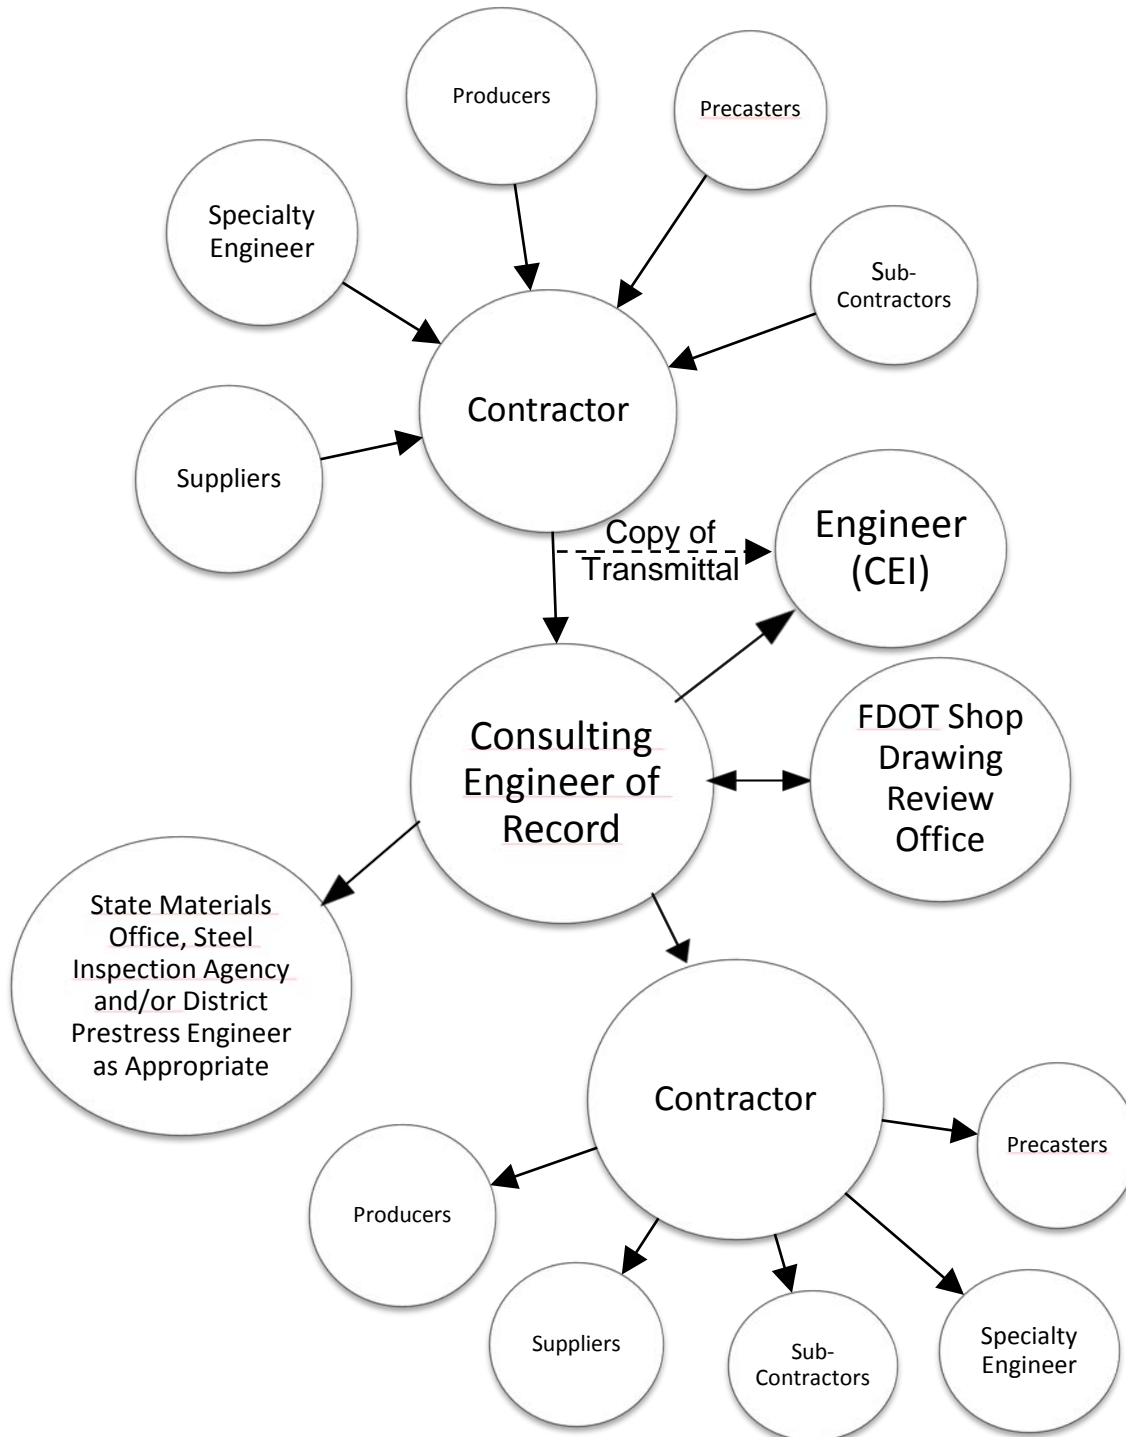 Producers
Precasters
Specialty
Engineer
Sub-
Contractors
Contractor
Suppliers
Copy of
Transmittal
Engineer
(CEI)
Consulting
Engineer of
Record
FDOT Shop
Drawing
Review
Office
State Materials
Office, Steel
Inspection Agency
and/or District
Prestress Engineer
as Appropriate
Contractor
Precasters
Producers
Suppliers
Sub-
Contractors
Specialty
Engineer